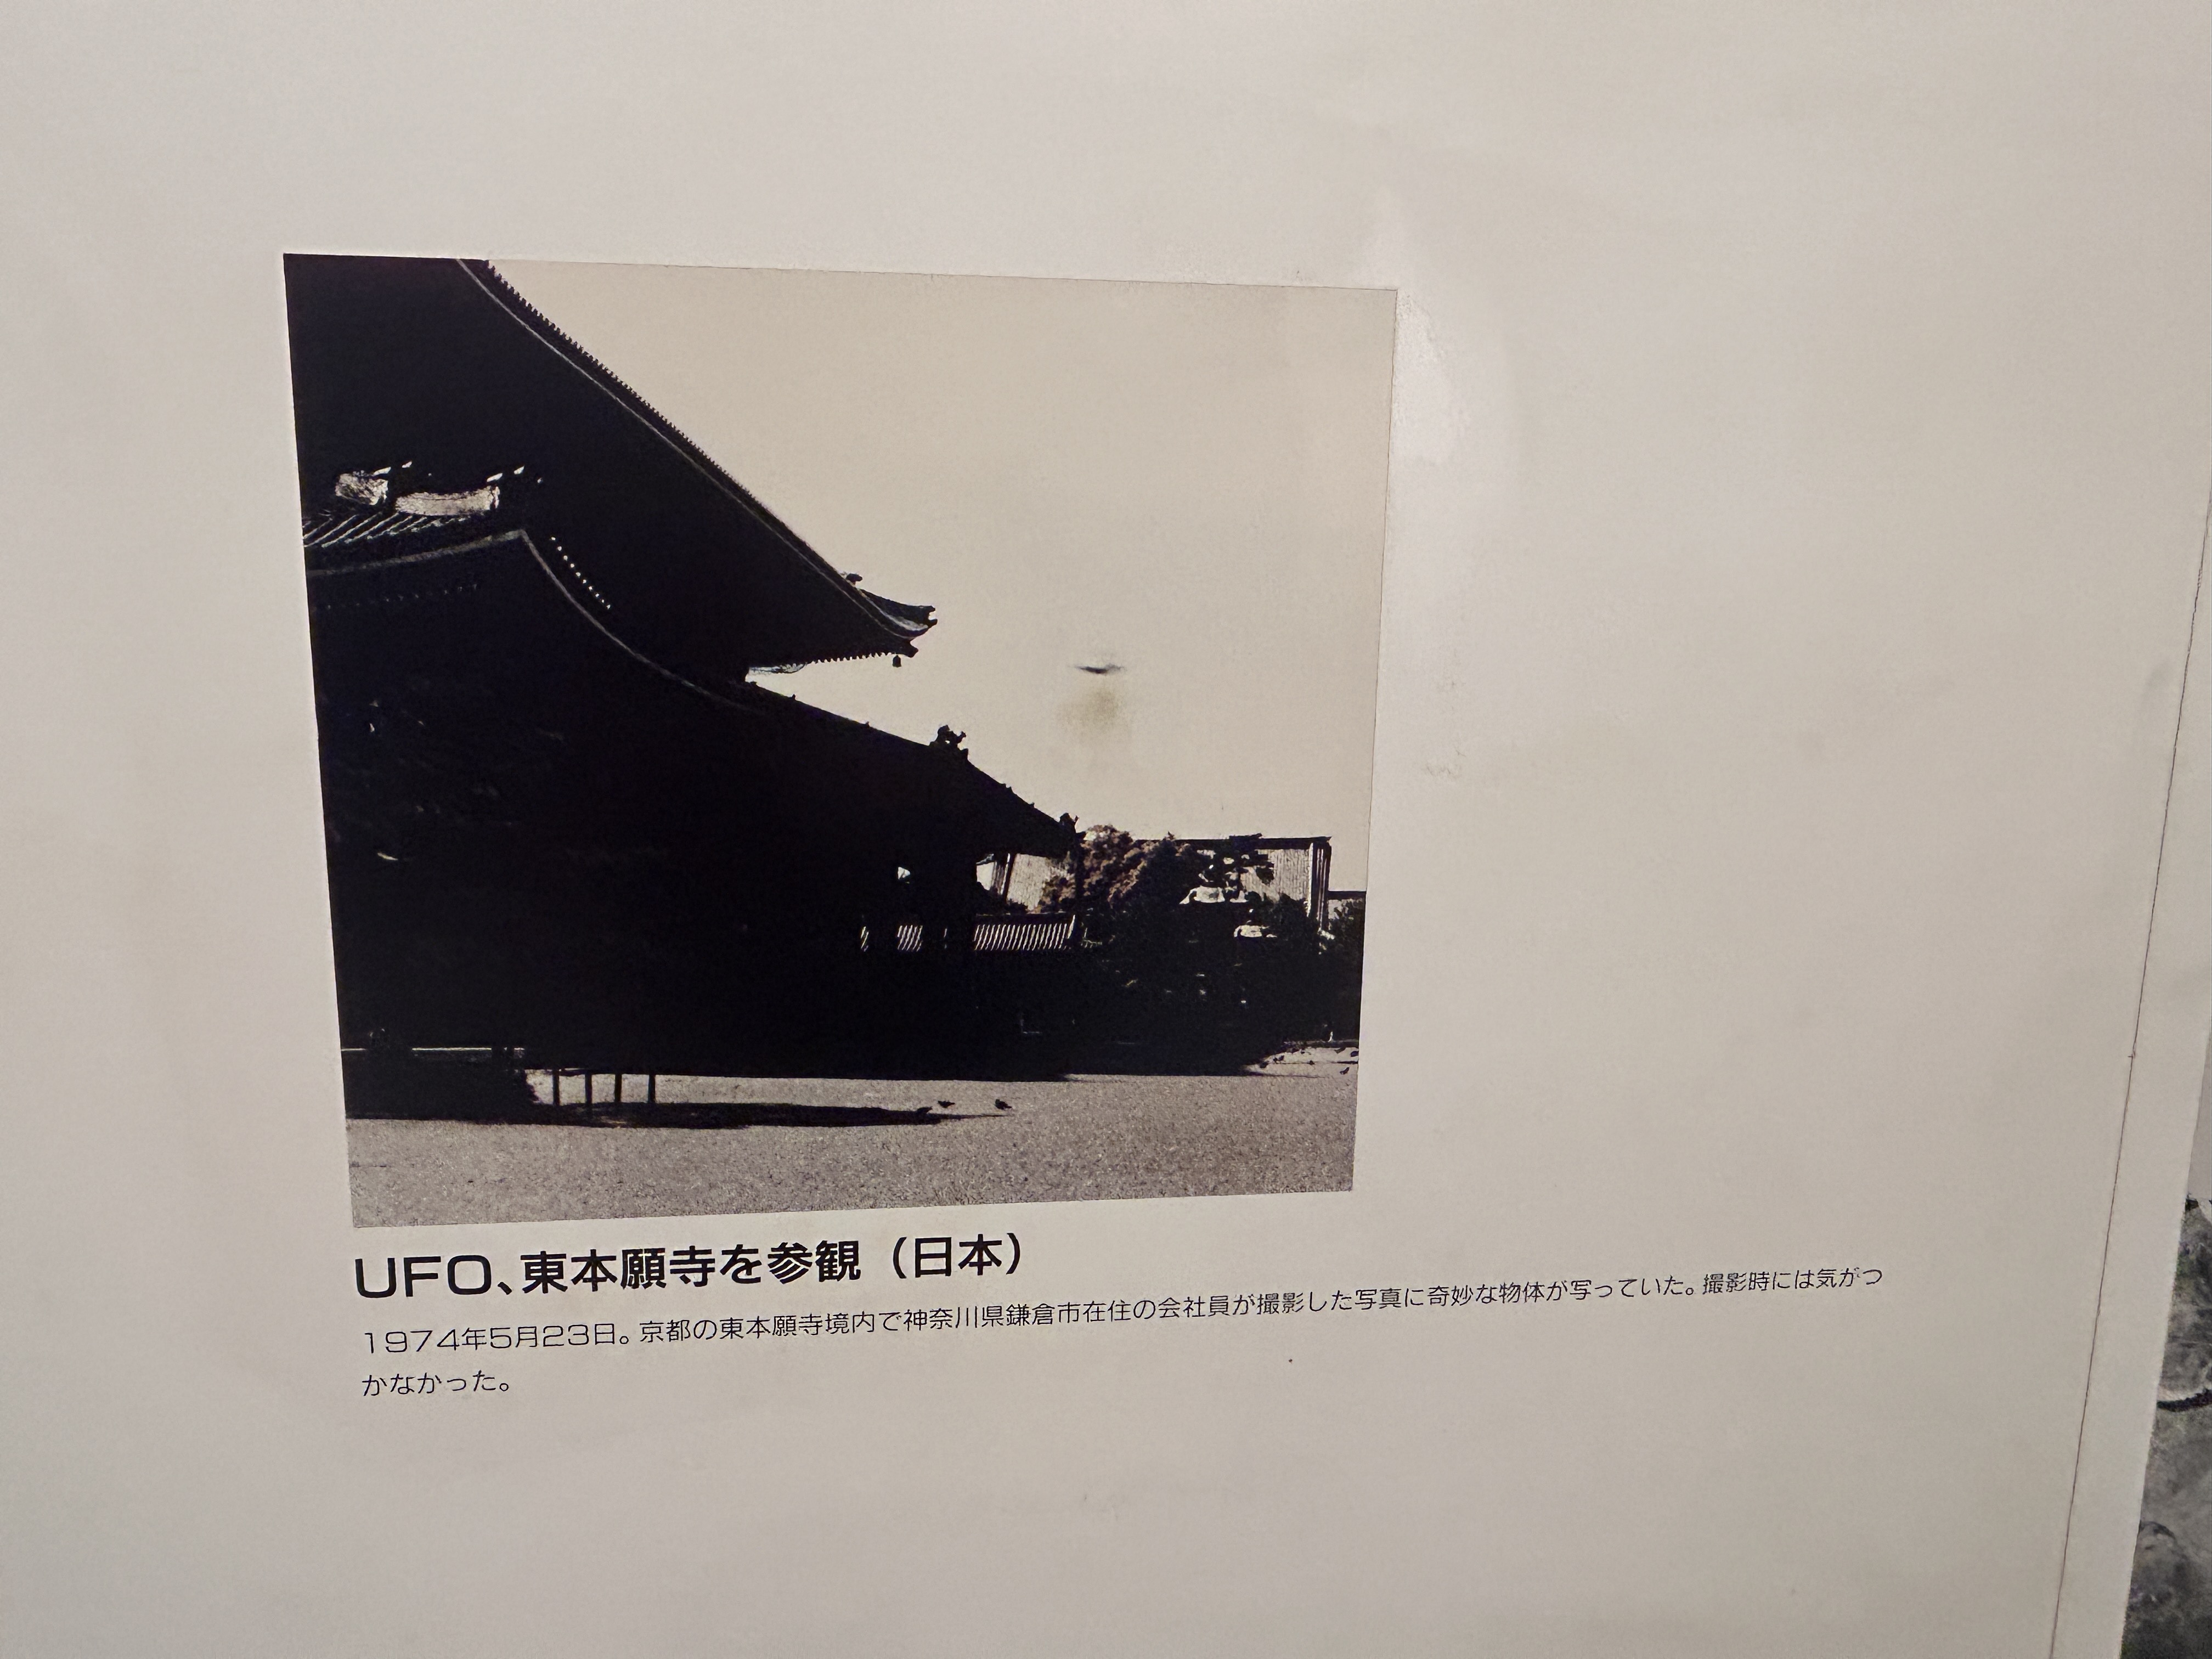 UFO、東本願寺を参観（日本）
1974年5月23日。京都の東本願寺境内で神奈川県鎌倉市在住の会社員が撮影した写真に奇妙な物体が写っていた。撮影時には気がつ
かなかった。